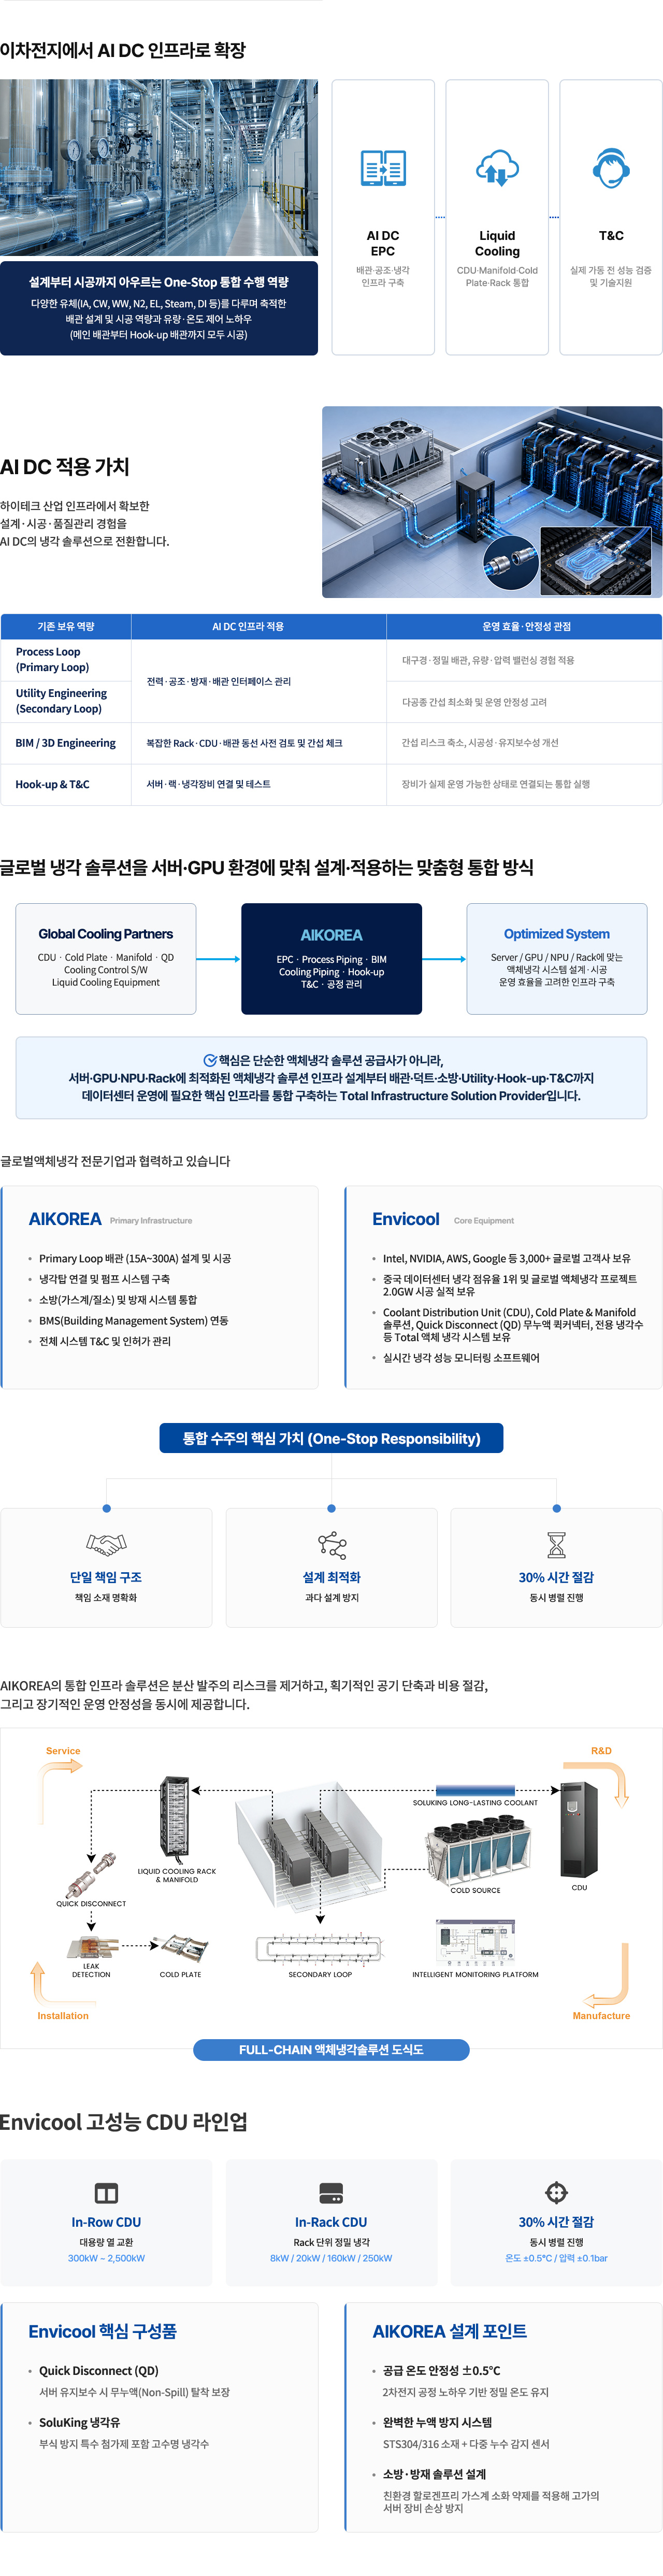 이차전지에서 AI DC 인프라로 확장
설계부터 시공까지 아우르는 One-Stop 통합 수행 역량
다양한 유체(IA, CW, WW, N2, EL, Steam, DI 등)를 다루며 축적한
배관 설계 및 시공 역량과 유량·온도 제어 노하우
(메인 배관부터 Hook-up 배관까지 모두 시공)
AI DC
EPC
배관·공조·냉각
인프라 구축
Liquid
Cooling
CDU·Manifold·Cold
Plate·Rack 통합
T&C
실제 가동 전 성능 검증
및 기술지원
AI DC 적용 가치
하이테크 산업 인프라에서 확보한
설계·시공·품질관리 경험을
AI DC의 냉각 솔루션으로 전환합니다.
기존 보유 역량
AI DC 인프라 적용
운영 효율·안정성 관점
Process Loop
(Primary Loop)
전력·공조·방재·배관 인터페이스 관리
대구경·정밀 배관, 유량·압력 밸런싱 경험 적용
Utility Engineering
(Secondary Loop)
다공종 간섭 최소화 및 운영 안정성 고려
BIM / 3D Engineering
복잡한 Rack·CDU·배관 동선 사전 검토 및 간섭 체크
간섭 리스크 축소, 시공성·유지보수성 개선
Hook-up & T&C
서버·랙·냉각장비 연결 및 테스트
장비가 실제 운영 가능한 상태로 연결되는 통합 실행
글로벌 냉각 솔루션을 서버·GPU 환경에 맞춰 설계·적용하는 맞춤형 통합 방식
Global Cooling Partners
CDU · Cold Plate · Manifold · QD
Cooling Control S/W
Liquid Cooling Equipment
AIKOREA
EPC · Process Piping · BIM
Cooling Piping · Hook-up
T&C · 공정 관리
Optimized System
Server / GPU / NPU / Rack에 맞는
액체냉각 시스템 설계·시공
운영 효율을 고려한 인프라 구축
핵심은 단순한 액체냉각 솔루션 공급사가 아니라,
서버·GPU·NPU·Rack에 최적화된 액체냉각 솔루션 인프라 설계부터 배관·덕트·소방·Utility·Hook-up·T&C까지
데이터센터 운영에 필요한 핵심 인프라를 통합 구축하는 Total Infrastructure Solution Provider입니다.
글로벌액체냉각 전문기업과 협력하고 있습니다
AIKOREA Primary Infrastructure
• Primary Loop 배관 (15A~300A) 설계 및 시공
• 냉각탑 연결 및 펌프 시스템 구축
• 소방(가스계/질소) 및 방재 시스템 통합
• BMS(Building Management System) 연동
• 전체 시스템 T&C 및 인허가 관리
Envicool Core Equipment
• Intel, NVIDIA, AWS, Google 등 3,000+ 글로벌 고객사 보유
• 중국 데이터센터 냉각 점유율 1위 및 글로벌 액체냉각 프로젝트
2.0GW 시공 실적 보유
• Coolant Distribution Unit (CDU), Cold Plate & Manifold
솔루션, Quick Disconnect (QD) 무누액 퀵커넥터, 전용 냉각수
등 Total 액체 냉각 시스템 보유
• 실시간 냉각 성능 모니터링 소프트웨어
통합 수주의 핵심 가치 (One-Stop Responsibility)
단일 책임 구조
책임 소재 명확화
설계 최적화
과다 설계 방지
30% 시간 절감
동시 병렬 진행
AIKOREA의 통합 인프라 솔루션은 분산 발주의 리스크를 제거하고, 획기적인 공기 단축과 비용 절감,
그리고 장기적인 운영 안정성을 동시에 제공합니다.
Service
R&D
SOLUKING LONG-LASTING COOLANT
LIQUID COOLING RACK
& MANIFOLD
COLD SOURCE
CDU
QUICK DISCONNECT
LEAK
DETECTION
COLD PLATE
SECONDARY LOOP
INTELLIGENT MONITORING PLATFORM
Installation
Manufacture
FULL-CHAIN 액체냉각솔루션 도식도
Envicool 고성능 CDU 라인업
In-Row CDU
대용량 열 교환
300kW ~ 2,500kW
In-Rack CDU
Rack 단위 정밀 냉각
8kW / 20kW / 160kW / 250kW
30% 시간 절감
동시 병렬 진행
온도 ±0.5°C / 압력 ±0.1bar
Envicool 핵심 구성품
• Quick Disconnect (QD)
서버 유지보수 시 무누액(Non-Spill) 탈착 보장
• SoluKing 냉각유
부식 방지 특수 첨가제 포함 고수명 냉각수
AIKOREA 설계 포인트
• 공급 온도 안정성 ±0.5°C
2차전지 공정 노하우 기반 정밀 온도 유지
• 완벽한 누액 방지 시스템
STS304/316 소재 + 다중 누수 감지 센서
• 소방·방재 솔루션 설계
친환경 할로겐프리 가스계 소화 약제를 적용해 고가의
서버 장비 손상 방지